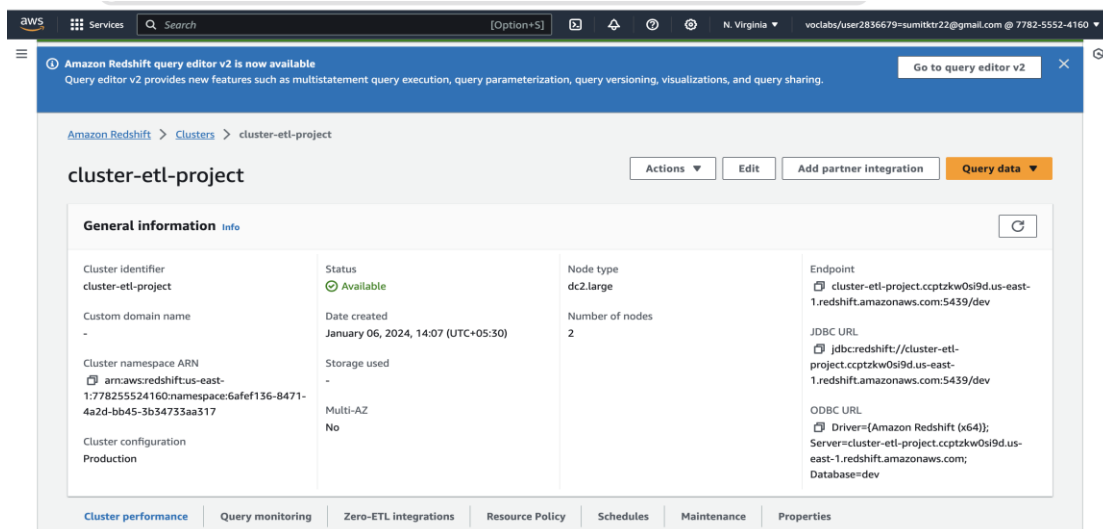 aws Services Search [Option+S] N. Virginia ▼ voclabs/user2836679=sumitktr22@gmail.com @ 7782-5552-4160 ▼
Amazon Redshift query editor v2 is now available
Query editor v2 provides new features such as multistatement query execution, query parameterization, query versioning, visualizations, and query sharing.
Go to query editor v2
Amazon Redshift > Clusters > cluster-etl-project
cluster-etl-project
Actions ▼ Edit Add partner integration Query data ▼
General information Info
Cluster identifier
cluster-etl-project
Custom domain name
-
Cluster namespace ARN
arn:aws:redshift:us-east-
1:778255524160:namespace:6afef136-8471-
4a2d-bb45-3b34733aa317
Cluster configuration
Production
Status
Available
Date created
January 06, 2024, 14:07 (UTC+05:30)
Storage used
-
Multi-AZ
No
Node type
dc2.large
Number of nodes
2
Endpoint
cluster-etl-project.ccptzkw0si9d.us-east-
1.redshift.amazonaws.com:5439/dev
JDBC URL
jdbc:redshift://cluster-etl-
project.ccptzkw0si9d.us-east-
1.redshift.amazonaws.com:5439/dev
ODBC URL
Driver={Amazon Redshift (x64)};
Server=cluster-etl-project.ccptzkw0si9d.us-
east-1.redshift.amazonaws.com;
Database=dev
Cluster performance Query monitoring Zero-ETL integrations Resource Policy Schedules Maintenance Properties